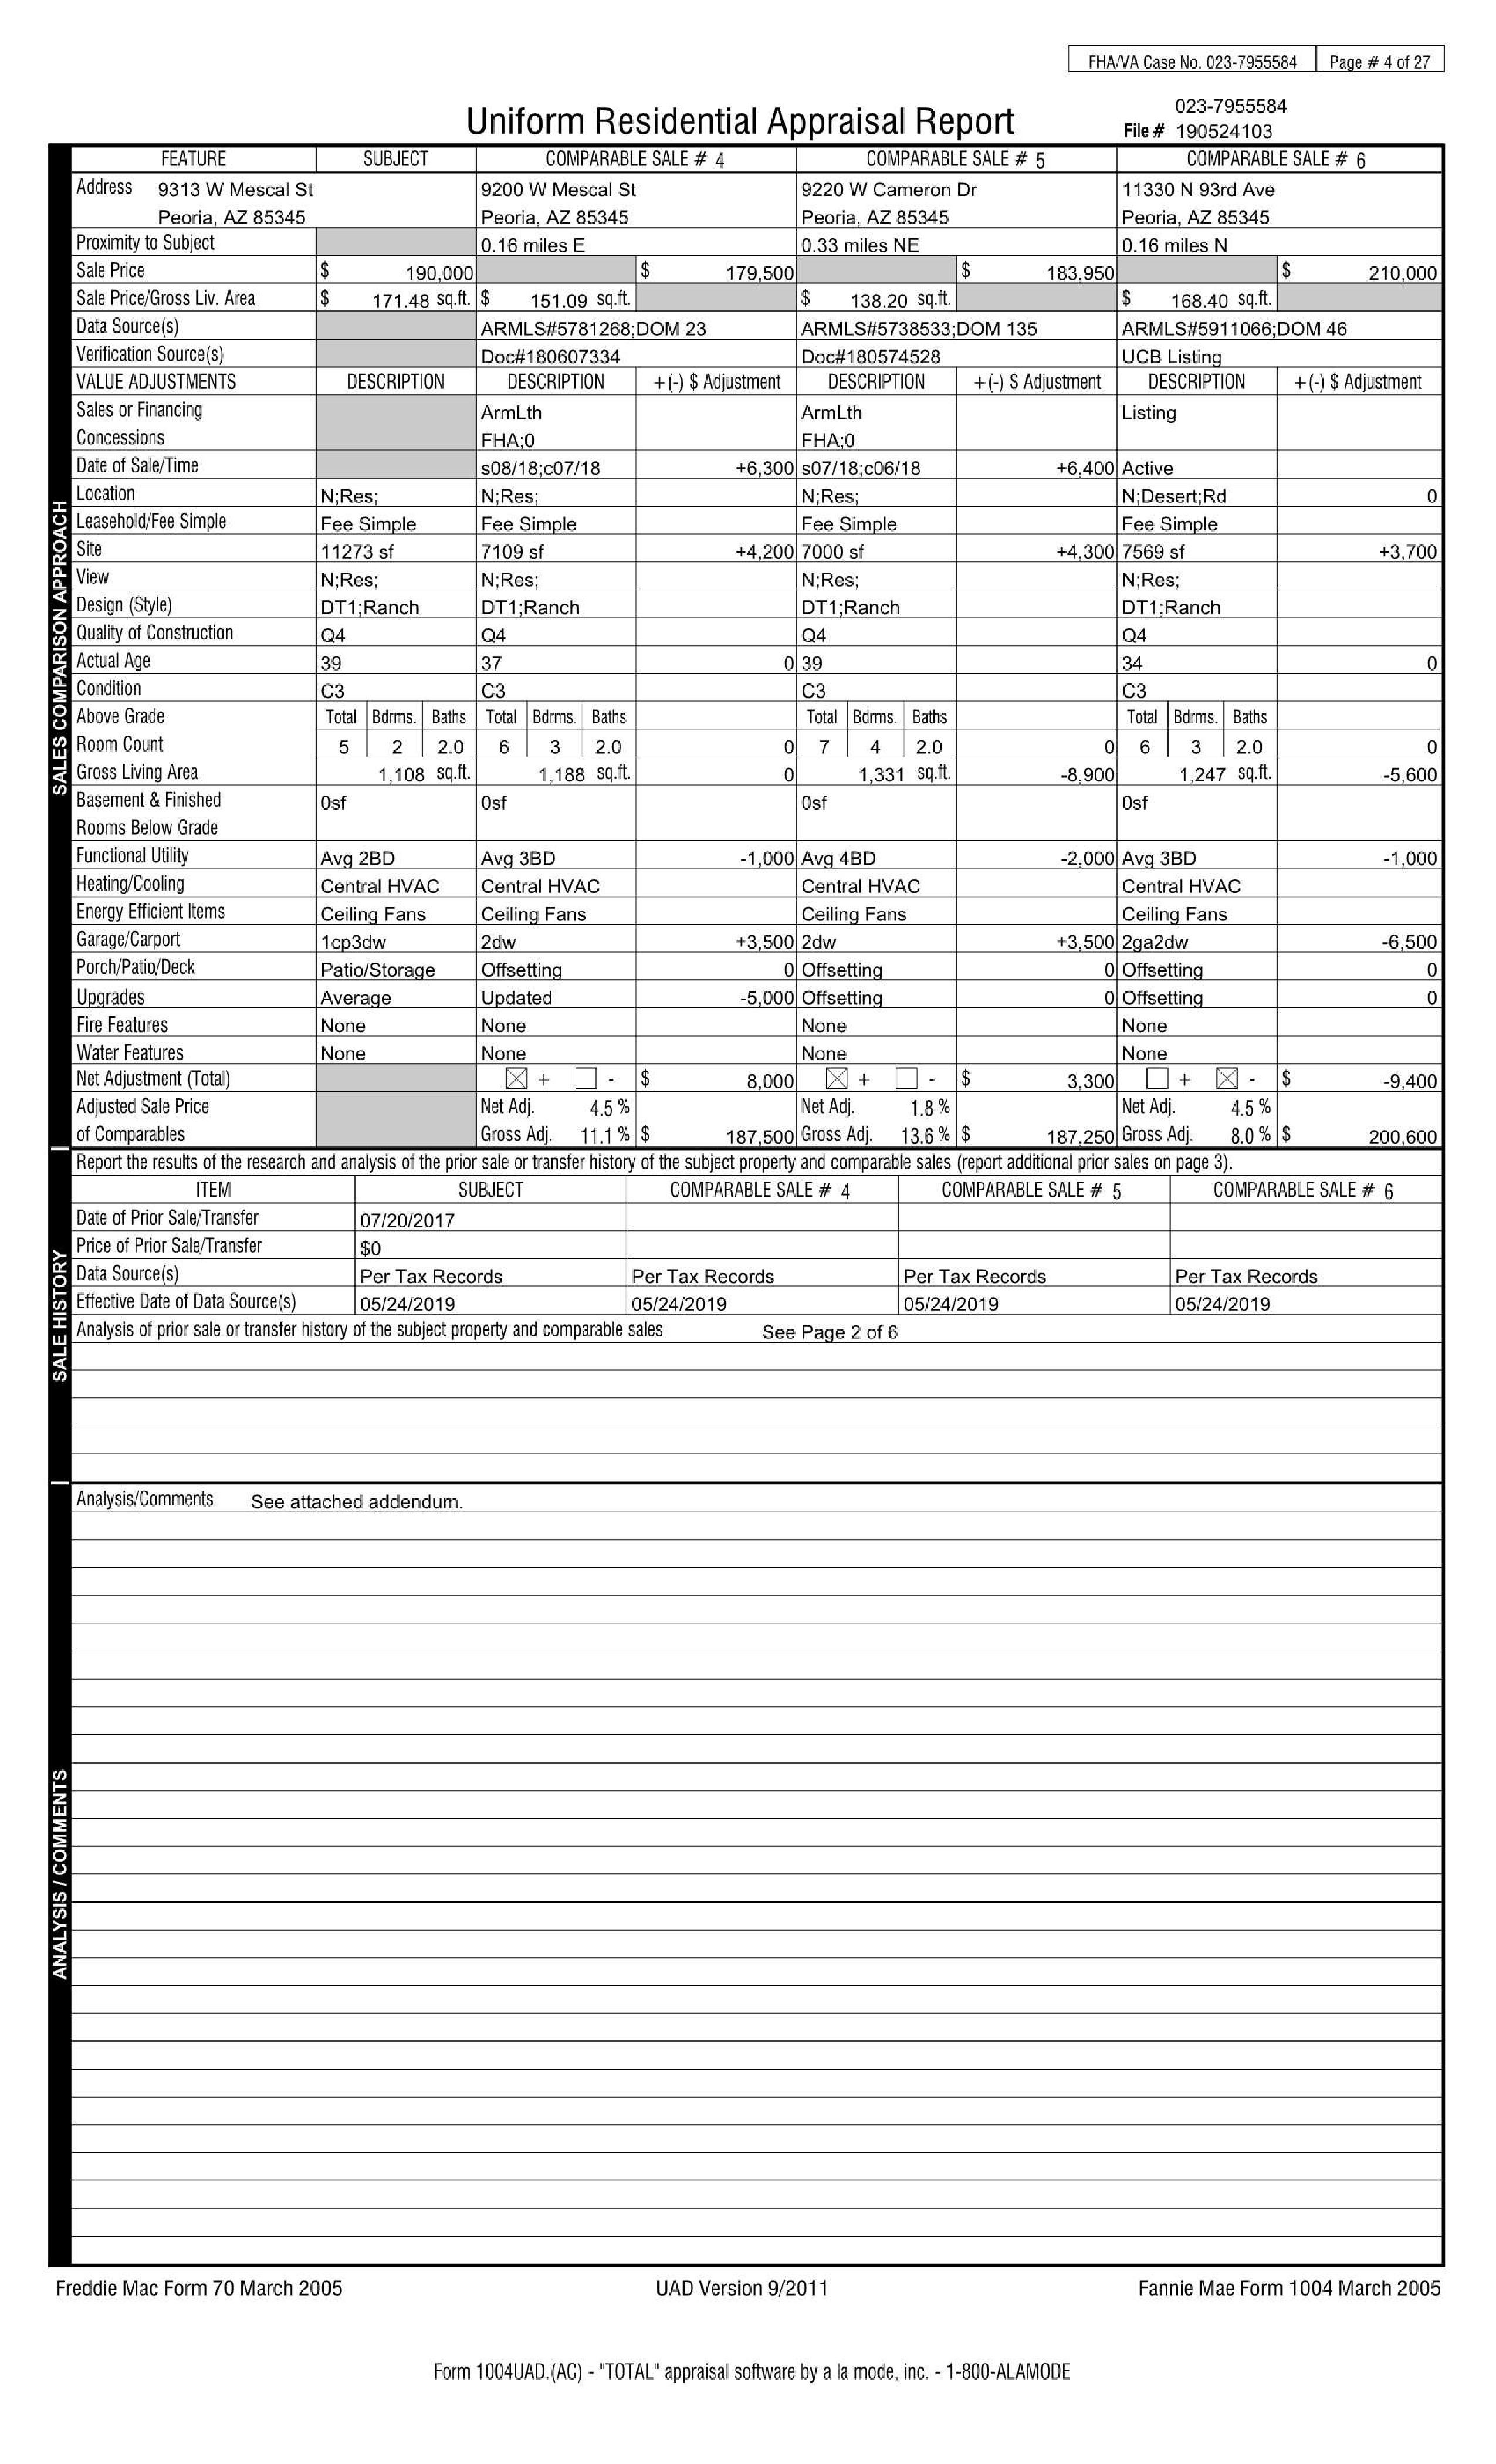 FHA/VA Case No. 023-7955584 Page # 4 of 27
023-7955584
Uniform Residential Appraisal Report File # 190524103
FEATURE SUBJECT COMPARABLE SALE # 4 COMPARABLE SALE # 5 COMPARABLE SALE # 6
Address 9313 W Mescal St 9200 W Mescal St 9220 W Cameron Dr 11330 N 93rd Ave
Peoria, AZ 85345 Peoria, AZ 85345 Peoria, AZ 85345 Peoria, AZ 85345
Proximity to Subject 0.16 miles E 0.33 miles NE 0.16 miles N
Sale Price $ 190,000 $ 179,500 $ 183,950 $ 210,000
Sale Price/Gross Liv. Area $ 171.48 sq.ft. $ 151.09 sq.ft. $ 138.20 sq.ft. $ 168.40 sq.ft.
Data Source(s) ARMLS#5781268;DOM 23 ARMLS#5738533;DOM 135 ARMLS#5911066;DOM 46
Verification Source(s) Doc#180607334 Doc#180574528 UCB Listing
VALUE ADJUSTMENTS DESCRIPTION DESCRIPTION +(-) $ Adjustment DESCRIPTION +(-) $ Adjustment DESCRIPTION +(-) $ Adjustment
Sales or Financing ArmLth ArmLth Listing
Concessions FHA;0 FHA;0
Date of Sale/Time s08/18;c07/18 +6,300 s07/18;c06/18 +6,400 Active
Location N;Res; N;Res; N;Res; N;Desert;Rd 0
Leasehold/Fee Simple Fee Simple Fee Simple Fee Simple Fee Simple
Site 11273 sf 7109 sf +4,200 7000 sf +4,300 7569 sf +3,700
View N;Res; N;Res; N;Res; N;Res;
Design (Style) DT1;Ranch DT1;Ranch DT1;Ranch DT1;Ranch
Quality of Construction Q4 Q4 Q4 Q4
Actual Age 39 37 0 39 34 0
Condition C3 C3 C3 C3
Above Grade Total Bdrms. Baths Total Bdrms. Baths Total Bdrms. Baths Total Bdrms. Baths
Room Count 5 2 2.0 6 3 2.0 0 7 4 2.0 0 6 3 2.0 0
Gross Living Area 1,108 sq.ft. 1,188 sq.ft. 0 1,331 sq.ft. -8,900 1,247 sq.ft. -5,600
Basement & Finished 0sf 0sf 0sf 0sf
Rooms Below Grade
Functional Utility Avg 2BD Avg 3BD -1,000 Avg 4BD -2,000 Avg 3BD -1,000
Heating/Cooling Central HVAC Central HVAC Central HVAC Central HVAC
Energy Efficient Items Ceiling Fans Ceiling Fans Ceiling Fans Ceiling Fans
Garage/Carport 1cp3dw 2dw +3,500 2dw +3,500 2ga2dw -6,500
Porch/Patio/Deck Patio/Storage Offsetting 0 Offsetting 0 Offsetting 0
Upgrades Average Updated -5,000 Offsetting 0 Offsetting 0
Fire Features None None None None
Water Features None None None None
Net Adjustment (Total) + - $ 8,000 + - $ 3,300 + - $ -9,400
Adjusted Sale Price Net Adj. 4.5 % Net Adj. 1.8 % Net Adj. 4.5 %
of Comparables Gross Adj. 11.1 % $ 187,500 Gross Adj. 13.6 % $ 187,250 Gross Adj. 8.0 % $ 200,600
SALES COMPARISON APPROACH
Report the results of the research and analysis of the prior sale or transfer history of the subject property and comparable sales (report additional prior sales on page 3).
ITEM SUBJECT COMPARABLE SALE # 4 COMPARABLE SALE # 5 COMPARABLE SALE # 6
Date of Prior Sale/Transfer 07/20/2017
Price of Prior Sale/Transfer $0
Data Source(s) Per Tax Records Per Tax Records Per Tax Records Per Tax Records
Effective Date of Data Source(s) 05/24/2019 05/24/2019 05/24/2019 05/24/2019
Analysis of prior sale or transfer history of the subject property and comparable sales See Page 2 of 6
SALE HISTORY
Analysis/Comments See attached addendum.
ANALYSIS / COMMENTS
Freddie Mac Form 70 March 2005 UAD Version 9/2011 Fannie Mae Form 1004 March 2005
Form 1004UAD.(AC) - "TOTAL" appraisal software by a la mode, inc. - 1-800-ALAMODE